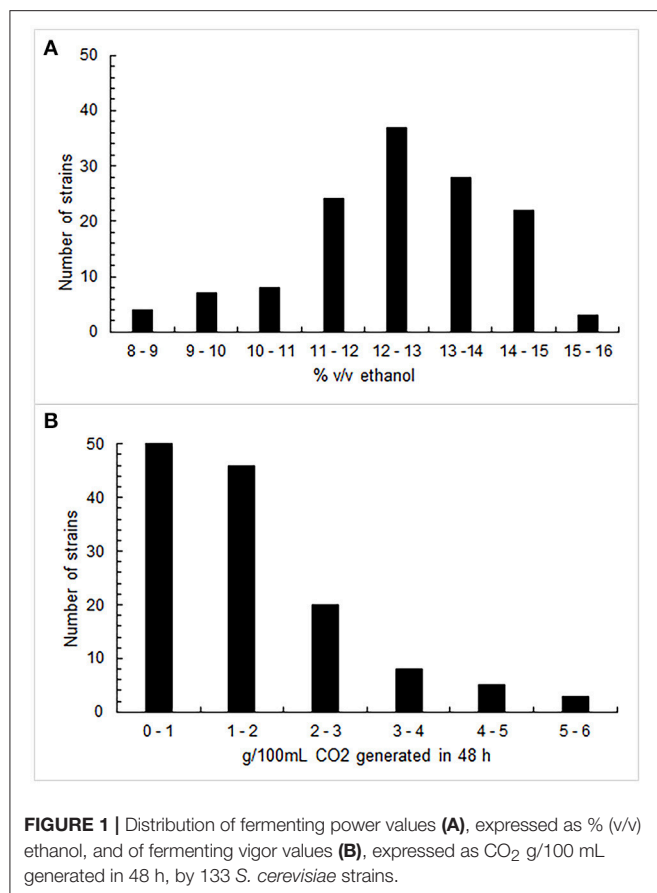 A
50
40
30
20
10
0
Number of strains
8 - 9 9 - 10 10 - 11 11 - 12 12 - 13 13 -14 14 - 15 15 - 16
% v/v ethanol
B
50
40
30
20
10
0
Number of strains
0 - 1 1 - 2 2 - 3 3 - 4 4 - 5 5 - 6
g/100mL CO2 generated in 48 h
FIGURE 1 | Distribution of fermenting power values (A), expressed as % (v/v)
ethanol, and of fermenting vigor values (B), expressed as CO₂ g/100 mL
generated in 48 h, by 133 S. cerevisiae strains.